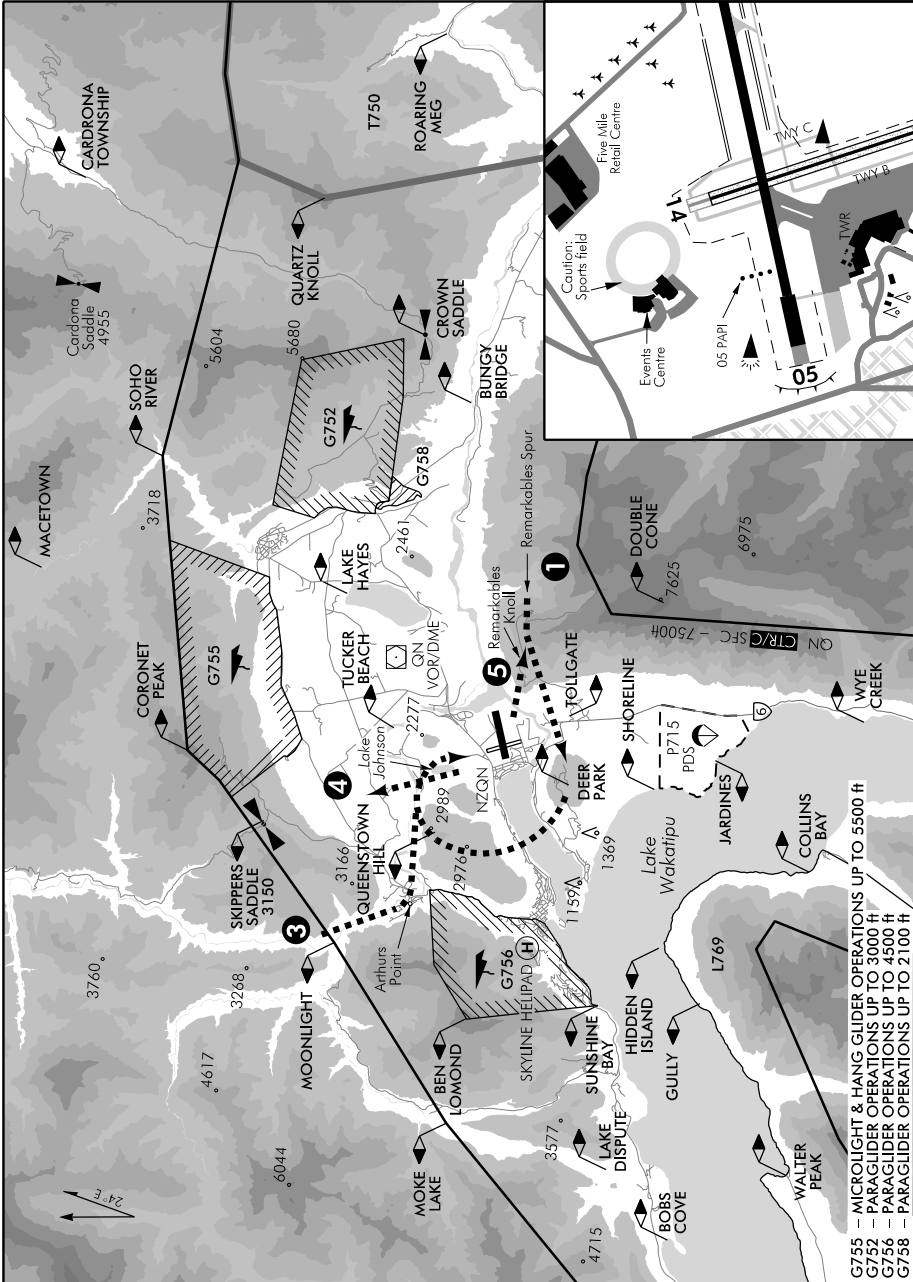 MACETOWN
CARDRONA
TOWNSHIP
Cardona
Saddle
4955
SOHO
RIVER
3718
5604
5680
QUARTZ
KNOLL
T750
ROARING
MEG
CROWN
SADDLE
BUNGY
BRIDGE
G752
G758
2461
LAKE
HAYES
CORONET
PEAK
G755
TUCKER
BEACH
QN
VOR/DME
2277
Lake
Johnson
4
SKIPPERS
SADDLE
3150
3
3760
3268
4617
6044
24°E
MOONLIGHT
MOKE
LAKE
BEN
LOMOND
Arthurs
Point
QUEENSTOWN
HILL
3166
2989
2976
G756
SKYLINE HELIPAD
H
SUNSHINE
BAY
1159
1369
NZQN
DEER
PARK
5
Remarkables
Knoll
Remarkables Spur
1
TOLLGATE
SHORELINE
P715
PDS
6
JARDINES
WYE
CREEK
COLLINS
BAY
Lake
Wakatipu
HIDDEN
ISLAND
GULLY
L769
LAKE
DISPUTE
3577
4715
BOBS
COVE
WALTER
PEAK
DOUBLE
CONE
7625
6975
QN CTR/C SFC – 7500ft
Five Mile
Retail Centre
Caution:
Sports field
Events
Centre
05 PAPI
14
05
TWY C
TWY B
TWR
G755 – MICROLIGHT & HANG GLIDER OPERATIONS UP TO 5500 ft
G752 – PARAGLIDER OPERATIONS UP TO 3000 ft
G756 – PARAGLIDER OPERATIONS UP TO 4600 ft
G758 – PARAGLIDER OPERATIONS UP TO 2100 ft